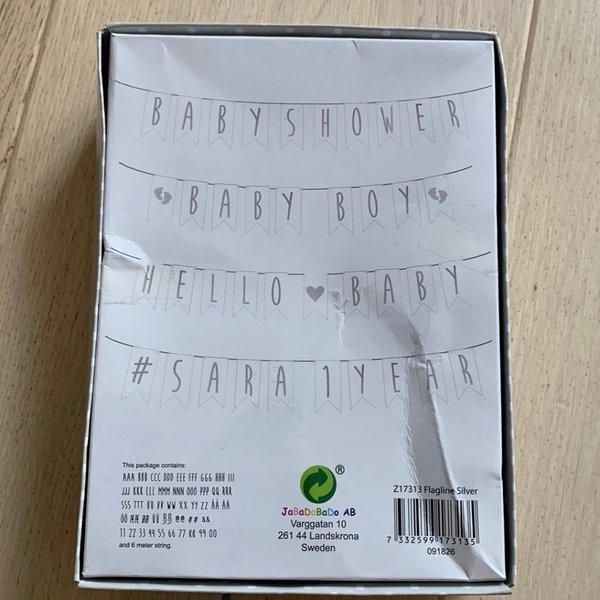 BABYSHOWER
BABY BOY
HELLO ♥ BABY
#SARA 1 YEAR
This package contains:
AAA BBB CCC DDD EEE FFF GGG HHH III
JJJ KKK LLL MMM NNN OOO PPP QQ RRR
SSS TTT UU VV WW XX YY ZZ ÅÅ ÄÄ
11 22 33 44 55 66 77 88 99 00
and 6 meter string.
®
JaBaDaBaDo AB
Varggatan 10
261 44 Landskrona
Sweden
Z17313 Flagline Silver
7 332599 173135
091826